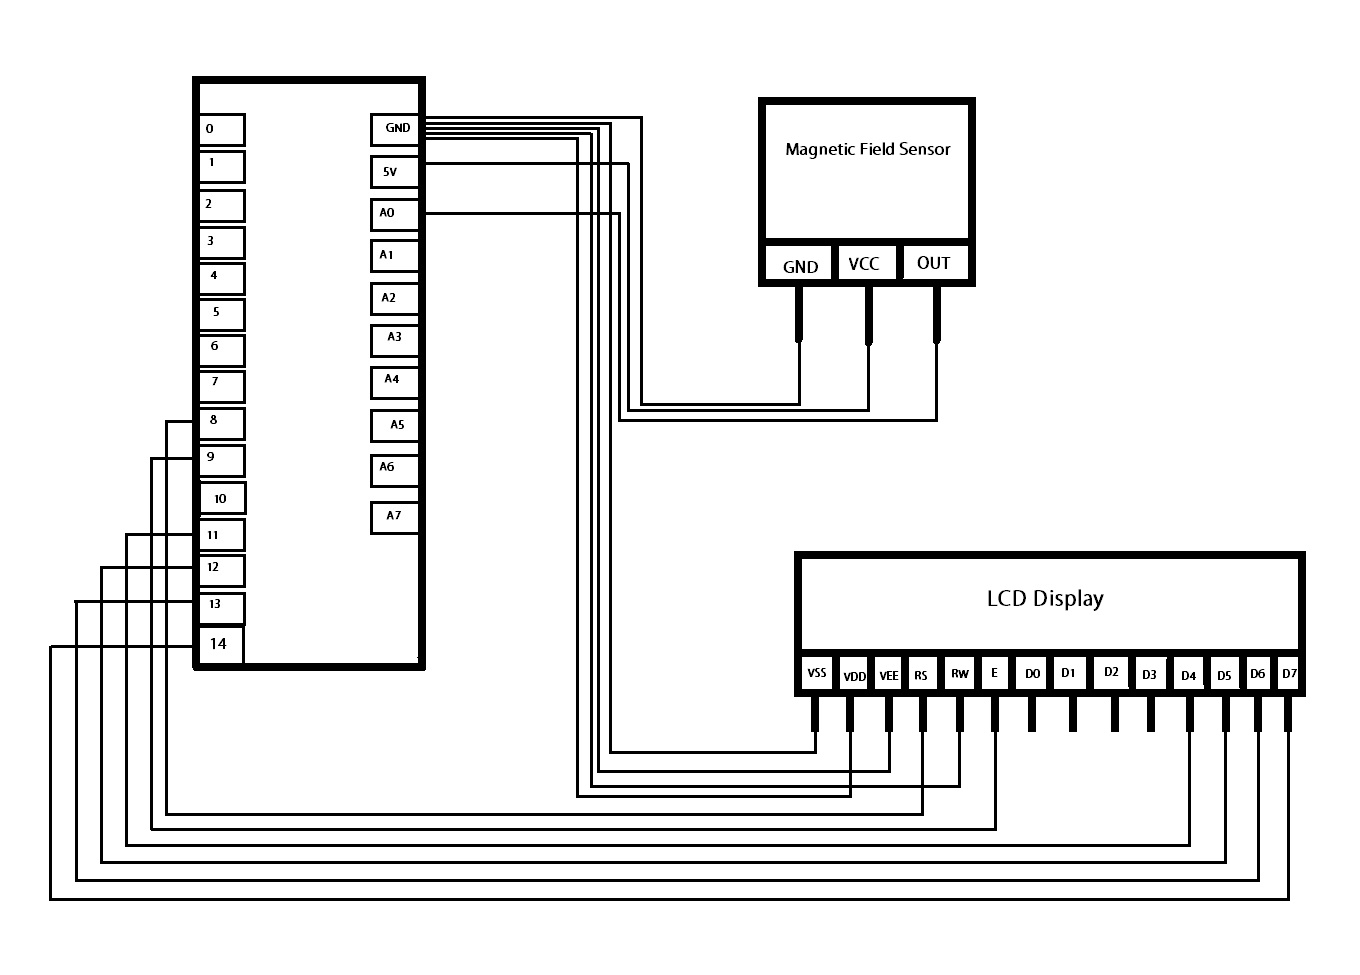 0
1
2
3
4
5
6
7
8
9
10
11
12
13
14
GND
5V
A0
A1
A2
A3
A4
A5
A6
A7
Magnetic Field Sensor
GND VCC OUT
LCD Display
VSS VDD VEE RS RW E D0 D1 D2 D3 D4 D5 D6 D7